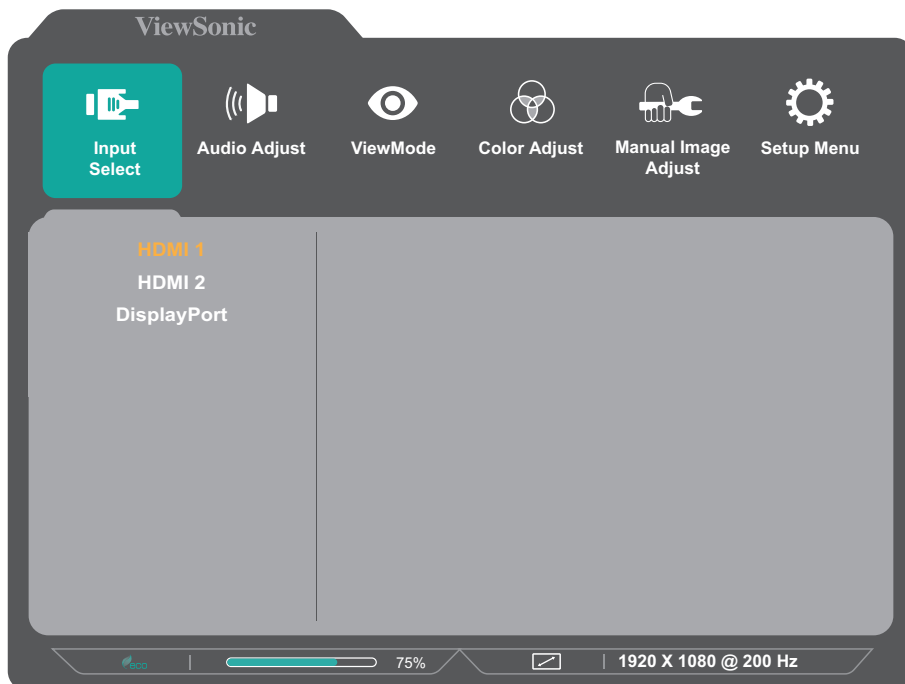 ViewSonic
Input
Select
Audio Adjust
ViewMode
Color Adjust
Manual Image
Adjust
Setup Menu
HDMI 1
HDMI 2
DisplayPort
eco
75%
1920 X 1080 @ 200 Hz